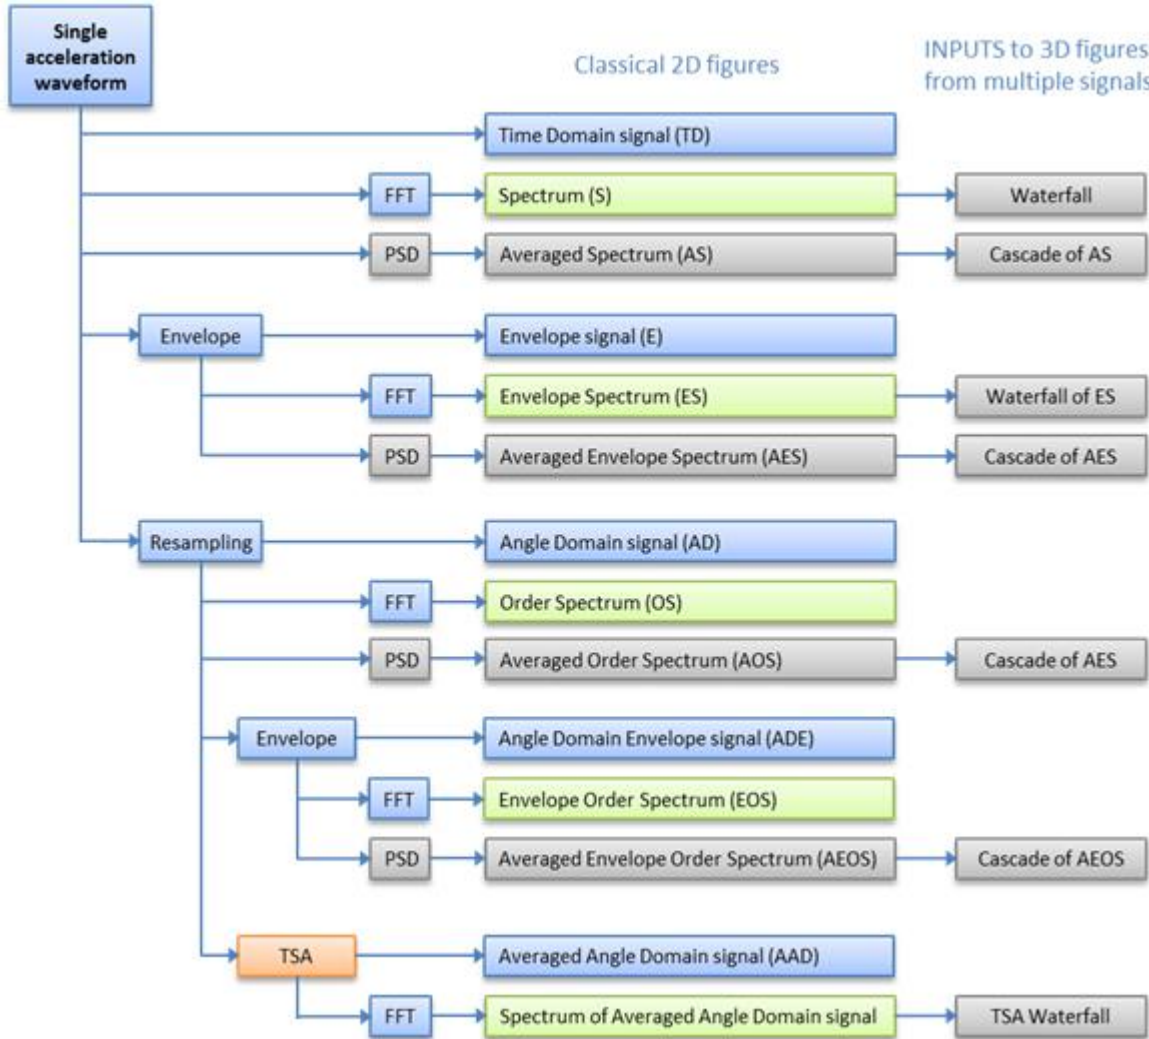 Single
acceleration
waveform
Classical 2D figures
INPUTS to 3D figures
from multiple signals
Time Domain signal (TD)
FFT
Spectrum (S)
Waterfall
PSD
Averaged Spectrum (AS)
Cascade of AS
Envelope
Envelope signal (E)
FFT
Envelope Spectrum (ES)
Waterfall of ES
PSD
Averaged Envelope Spectrum (AES)
Cascade of AES
Resampling
Angle Domain signal (AD)
FFT
Order Spectrum (OS)
PSD
Averaged Order Spectrum (AOS)
Cascade of AES
Envelope
Angle Domain Envelope signal (ADE)
FFT
Envelope Order Spectrum (EOS)
PSD
Averaged Envelope Order Spectrum (AEOS)
Cascade of AEOS
TSA
Averaged Angle Domain signal (AAD)
FFT
Spectrum of Averaged Angle Domain signal
TSA Waterfall